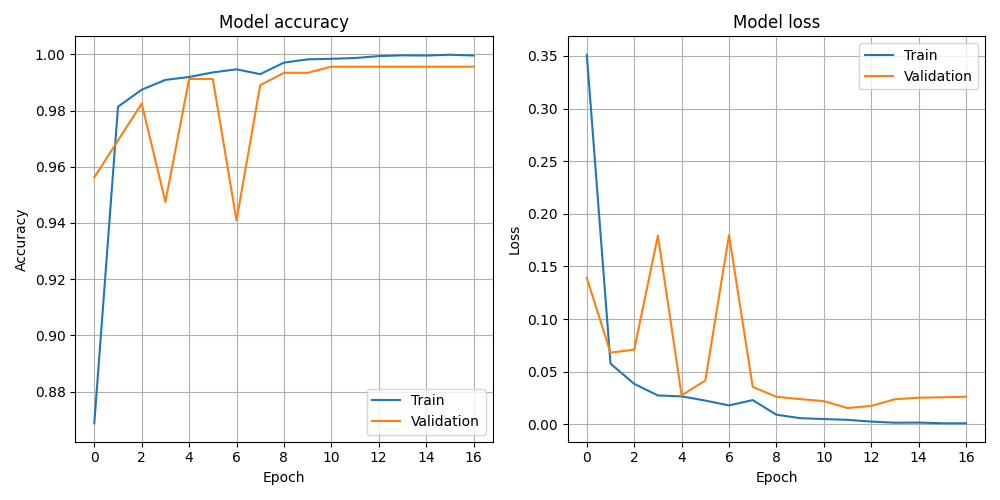 Model accuracy
1.00
0.98
0.96
0.94
0.92
0.90
0.88
Accuracy
Train
Validation
0 2 4 6 8 10 12 14 16
Epoch
Model loss
0.35
0.30
0.25
0.20
0.15
0.10
0.05
0.00
Loss
Train
Validation
0 2 4 6 8 10 12 14 16
Epoch